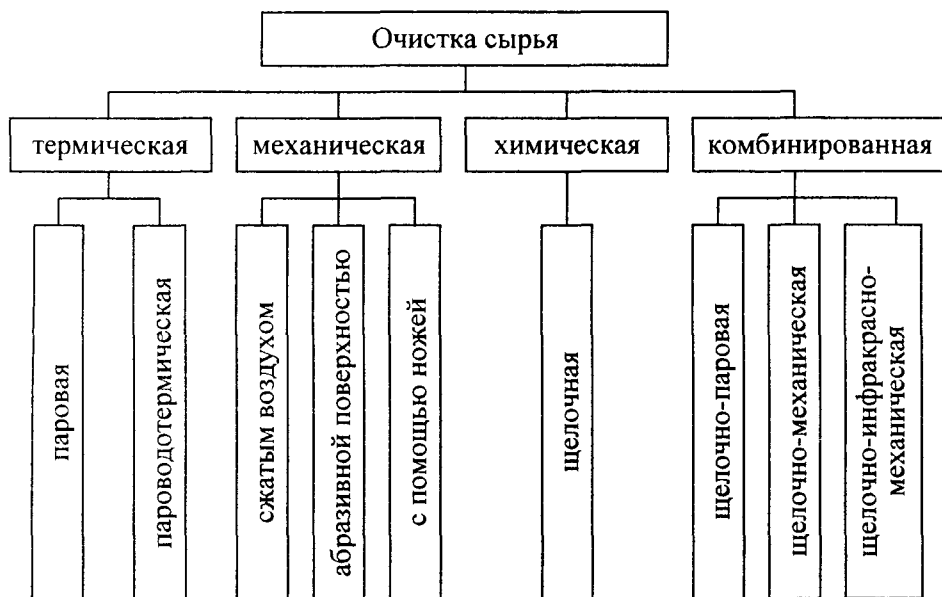 Очистка сырья
термическая
механическая
химическая
комбинированная
паровая
пароводотермическая
сжатым воздухом
абразивной поверхностью
с помощью ножей
щелочная
щелочно-паровая
щелочно-механическая
щелочно-инфракрасно-
механическая